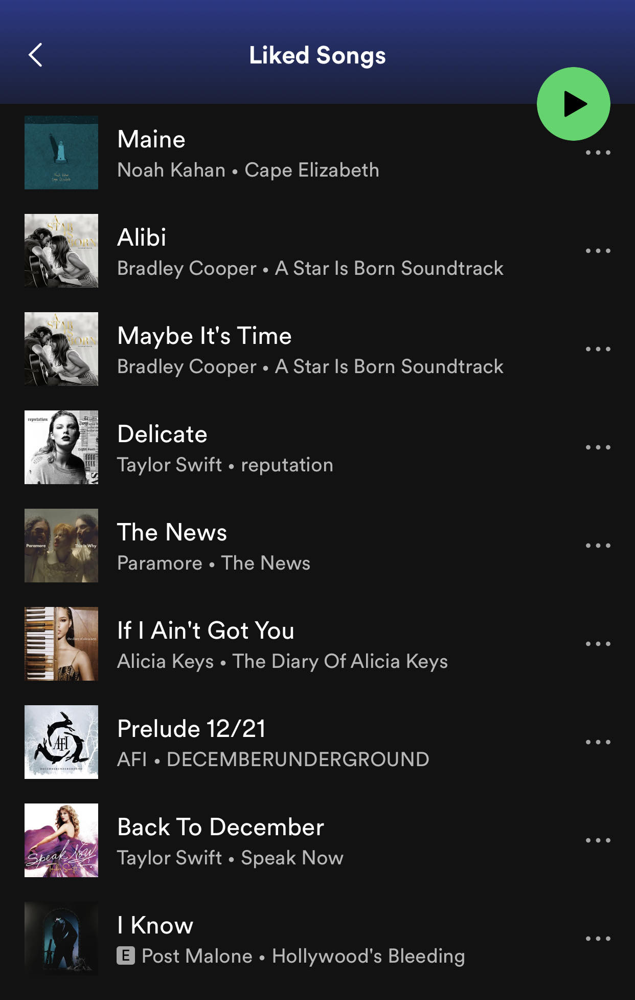 Liked Songs
Maine
Noah Kahan • Cape Elizabeth
Noah Kahan
Cape Elizabeth
Alibi
Bradley Cooper • A Star Is Born Soundtrack
A
STAR
IS
BORN
SOUNDTRACK
Maybe It's Time
Bradley Cooper • A Star Is Born Soundtrack
A
STAR
IS
BORN
SOUNDTRACK
Delicate
Taylor Swift • reputation
reputation
The News
Paramore • The News
Paramore
This Is Why
If I Ain't Got You
Alicia Keys • The Diary Of Alicia Keys
the diary of alicia keys
Prelude 12/21
AFI • DECEMBERUNDERGROUND
AFI
DECEMBERUNDERGROUND
Back To December
Taylor Swift • Speak Now
Speak Now
Taylor Swift
I Know
E Post Malone • Hollywood's Bleeding